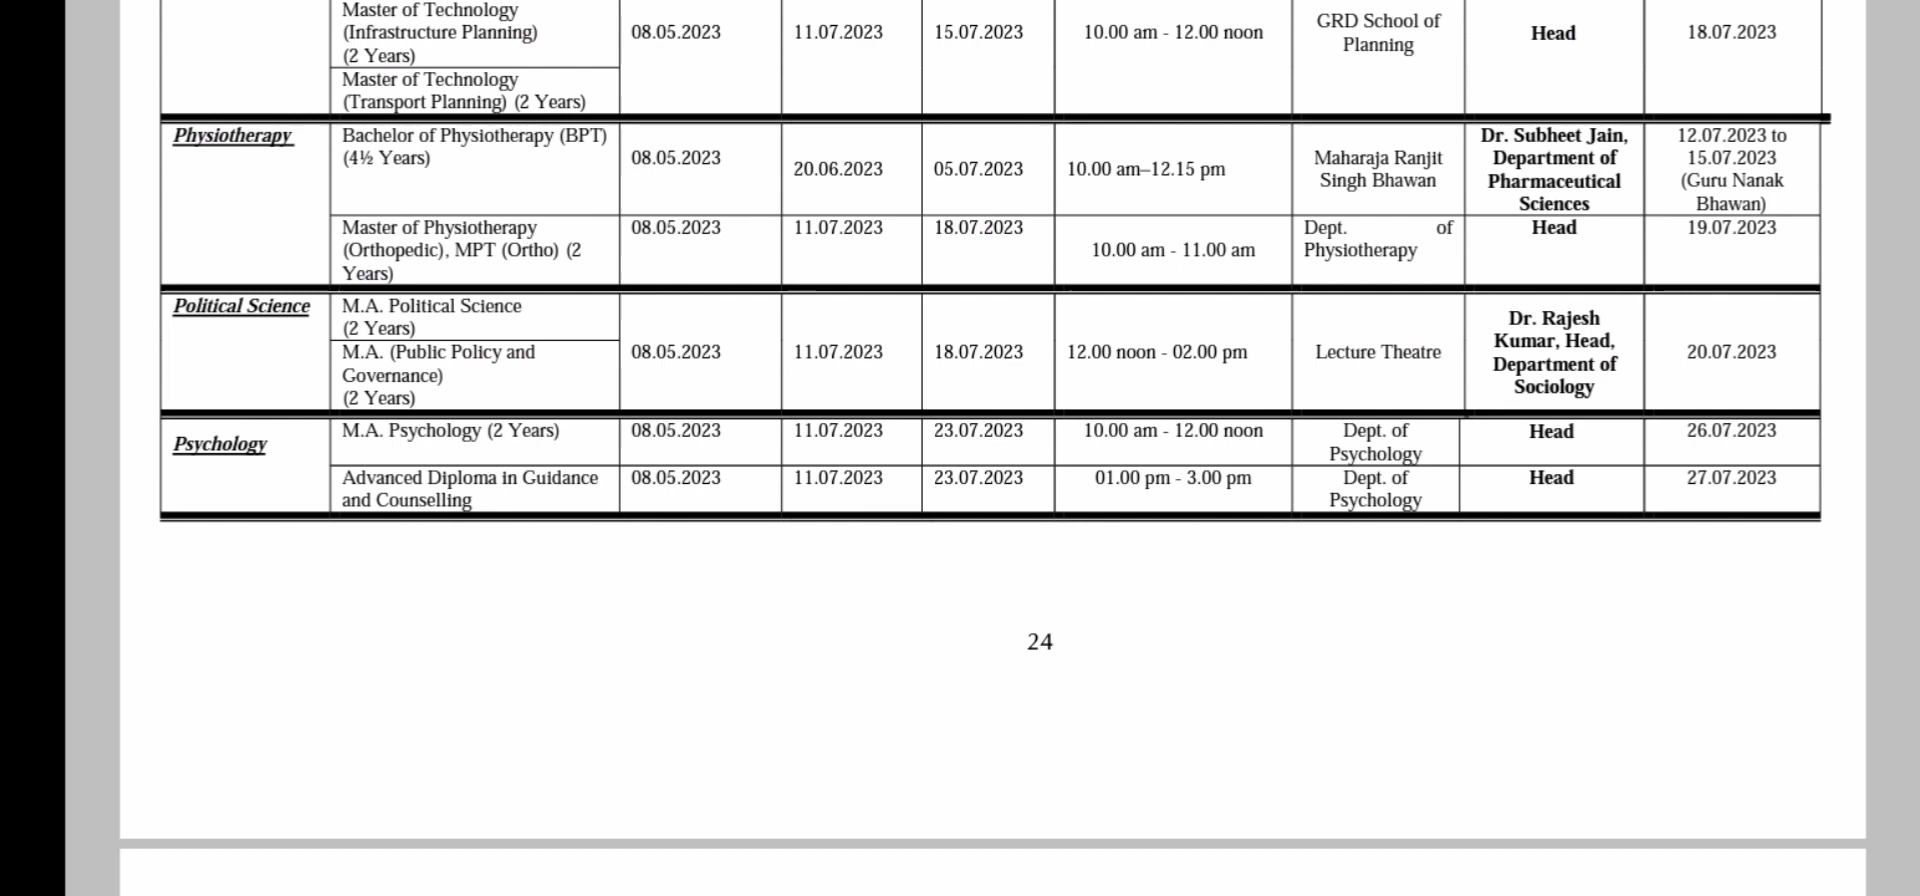 Master of Technology
(Infrastructure Planning)
(2 Years)
08.05.2023
11.07.2023
15.07.2023
10.00 am - 12.00 noon
GRD School of
Planning
Head
18.07.2023
Master of Technology
(Transport Planning) (2 Years)
Physiotherapy
Bachelor of Physiotherapy (BPT)
(4½ Years)
08.05.2023
20.06.2023
05.07.2023
10.00 am–12.15 pm
Maharaja Ranjit
Singh Bhawan
Dr. Subheet Jain,
Department of
Pharmaceutical
Sciences
12.07.2023 to
15.07.2023
(Guru Nanak
Bhawan)
Master of Physiotherapy
(Orthopedic), MPT (Ortho) (2
Years)
08.05.2023
11.07.2023
18.07.2023
10.00 am - 11.00 am
Dept. of
Physiotherapy
Head
19.07.2023
Political Science
M.A. Political Science
(2 Years)
M.A. (Public Policy and
Governance)
(2 Years)
08.05.2023
11.07.2023
18.07.2023
12.00 noon - 02.00 pm
Lecture Theatre
Dr. Rajesh
Kumar, Head,
Department of
Sociology
20.07.2023
Psychology
M.A. Psychology (2 Years)
08.05.2023
11.07.2023
23.07.2023
10.00 am - 12.00 noon
Dept. of
Psychology
Head
26.07.2023
Advanced Diploma in Guidance
and Counselling
08.05.2023
11.07.2023
23.07.2023
01.00 pm - 3.00 pm
Dept. of
Psychology
Head
27.07.2023
24